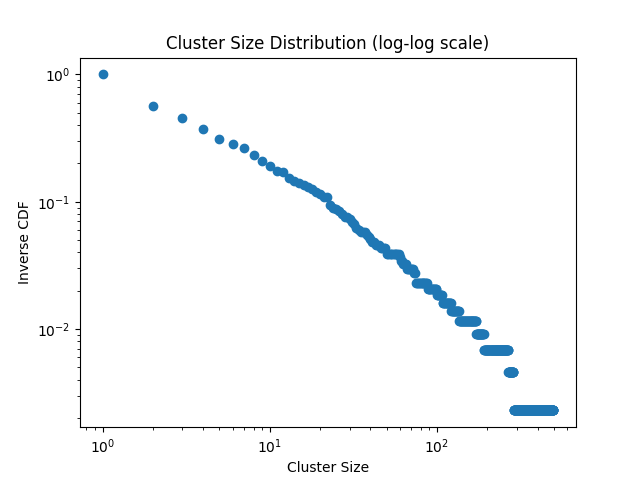 Cluster Size Distribution (log-log scale)
10⁰
10⁻¹
10⁻²
Inverse CDF
10⁰ 10¹ 10²
Cluster Size